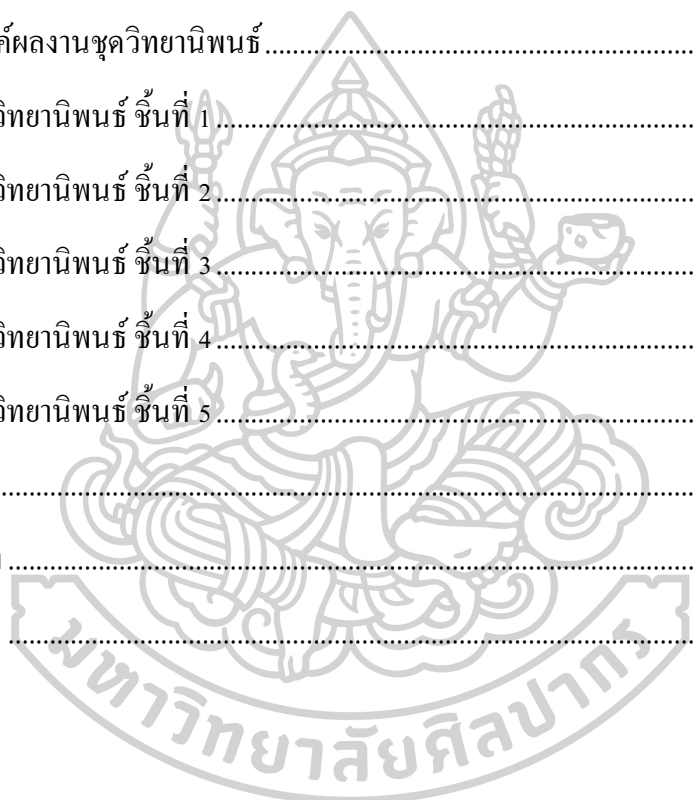 ค์ผลงานชุดวิทยานิพนธ์................................................
วิทยานิพนธ์ ชิ้นที่ 1................................................
วิทยานิพนธ์ ชิ้นที่ 2................................................
วิทยานิพนธ์ ชิ้นที่ 3................................................
วิทยานิพนธ์ ชิ้นที่ 4................................................
วิทยานิพนธ์ ชิ้นที่ 5................................................
มหาวิทยาลัยศิลปากร